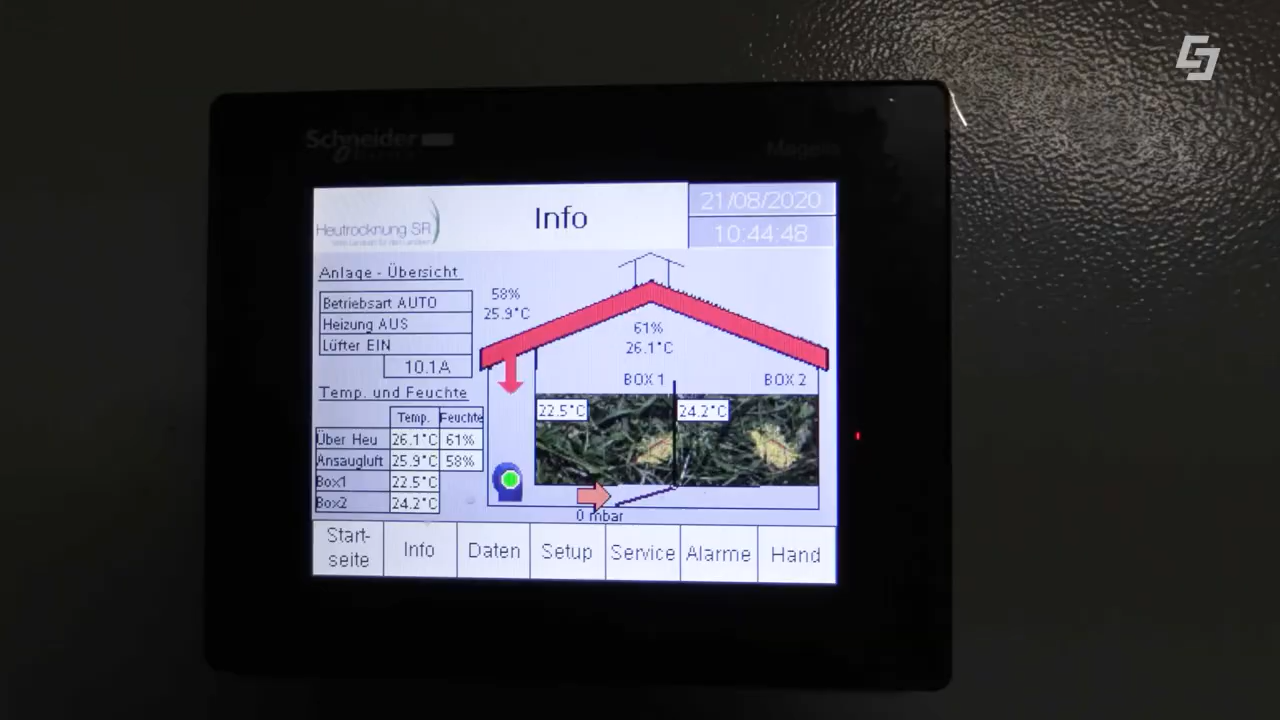 Schneider
Magelis
Heutrocknung SR
Info
21/08/2020
10:44:48
Anlage - Übersicht
Betriebsart AUTO
Heizung AUS
Lüfter EIN
10.1A
58%
25.9°C
61%
26.1°C
BOX 1
BOX 2
22.5°C
24.2°C
0 mbar
Temp. und Feuchte
Temp. Feuchte
Über Heu 26.1°C 61%
Ansaugluft 25.9°C 58%
Box1 22.5°C
Box2 24.2°C
Start-
seite
Info
Daten
Setup
Service
Alarme
Hand